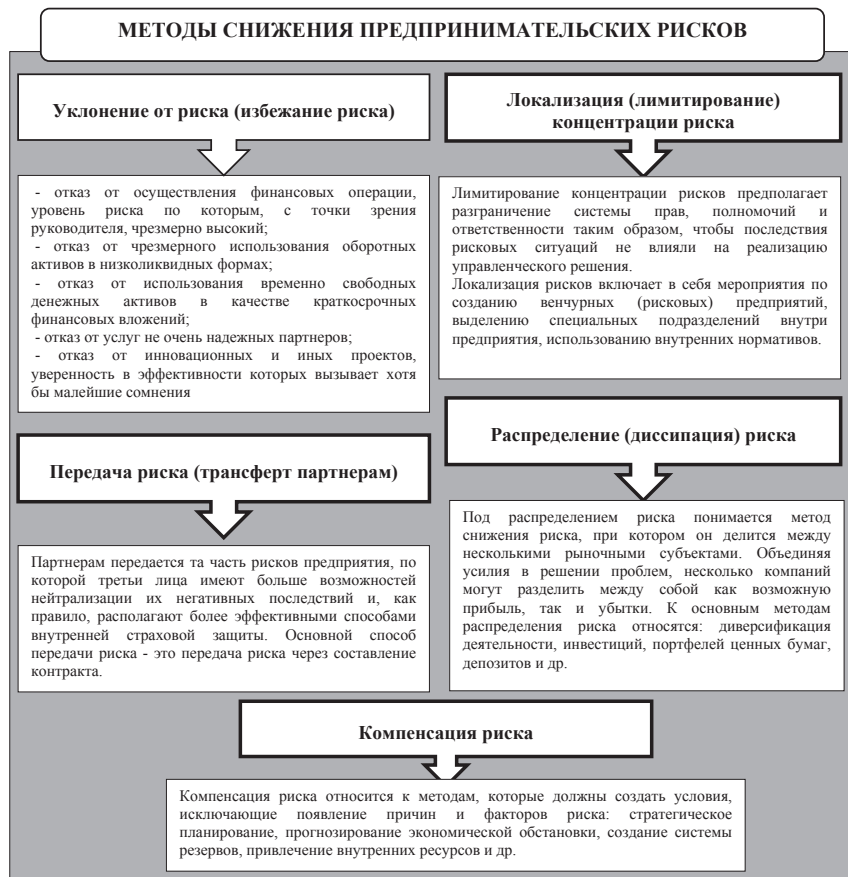 МЕТОДЫ СНИЖЕНИЯ ПРЕДПРИНИМАТЕЛЬСКИХ РИСКОВ
Уклонение от риска (избежание риска)
- отказ от осуществления финансовых операции,
уровень риска по которым, с точки зрения
руководителя, чрезмерно высокий;
- отказ от чрезмерного использования оборотных
активов в низколиквидных формах;
- отказ от использования временно свободных
денежных активов в качестве краткосрочных
финансовых вложений;
- отказ от услуг не очень надежных партнеров;
- отказ от инновационных и иных проектов,
уверенность в эффективности которых вызывает хотя
бы малейшие сомнения
Локализация (лимитирование)
концентрации риска
Лимитирование концентрации рисков предполагает
разграничение системы прав, полномочий и
ответственности таким образом, чтобы последствия
рисковых ситуаций не влияли на реализацию
управленческого решения.
Локализация рисков включает в себя мероприятия по
созданию венчурных (рисковых) предприятий,
выделению специальных подразделений внутри
предприятия, использованию внутренних нормативов.
Передача риска (трансферт партнерам)
Партнерам передается та часть рисков предприятия, по
которой третьи лица имеют больше возможностей
нейтрализации их негативных последствий и, как
правило, располагают более эффективными способами
внутренней страховой защиты. Основной способ
передачи риска - это передача риска через составление
контракта.
Распределение (диссипация) риска
Под распределением риска понимается метод
снижения риска, при котором он делится между
несколькими рыночными субъектами. Объединяя
усилия в решении проблем, несколько компаний
могут разделить между собой как возможную
прибыль, так и убытки. К основным методам
распределения риска относятся: диверсификация
деятельности, инвестиций, портфелей ценных бумаг,
депозитов и др.
Компенсация риска
Компенсация риска относится к методам, которые должны создать условия,
исключающие появление причин и факторов риска: стратегическое
планирование, прогнозирование экономической обстановки, создание системы
резервов, привлечение внутренних ресурсов и др.